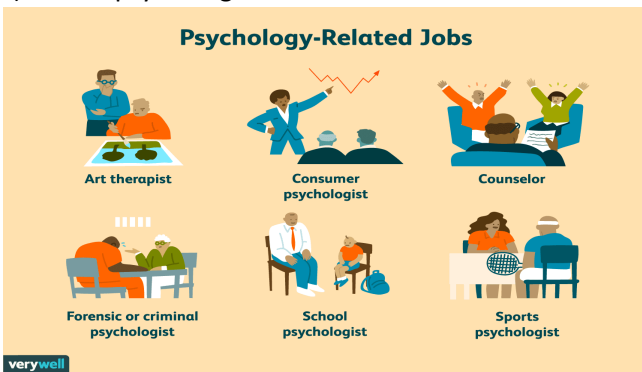 Psychology-Related Jobs
Art therapist
Consumer
psychologist
Counselor
Forensic or criminal
psychologist
School
psychologist
Sports
psychologist
verywell